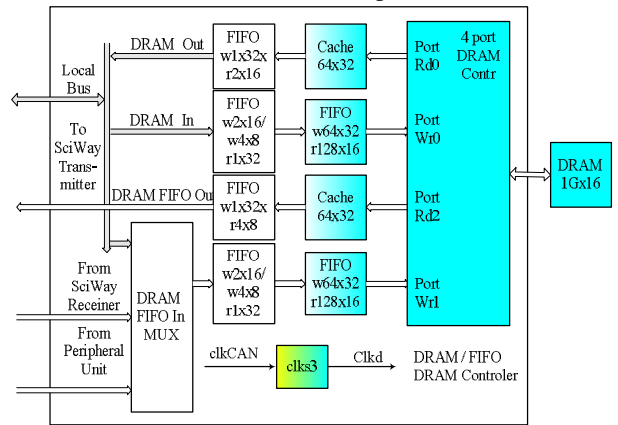 DRAM Out
FIFO
w1x32x
r2x16
Cache
64x32
Port
Rd0
4 port
DRAM
Contr
Local
Bus
DRAM In
FIFO
w2x16/
w4x8
r1x32
FIFO
w64x32
r128x16
Port
Wr0
To
SciWay
Trans-
mitter
DRAM
1Gx16
DRAM FIFO Out
FIFO
w1x32x
r4x8
Cache
64x32
Port
Rd2
From
SciWay
Receiner
DRAM
FIFO In
MUX
FIFO
w2x16/
w4x8
r1x32
FIFO
w64x32
r128x16
Port
Wr1
From
Peripheral
Unit
clkCAN
clks3
Clkd
DRAM / FIFO
DRAM Controler